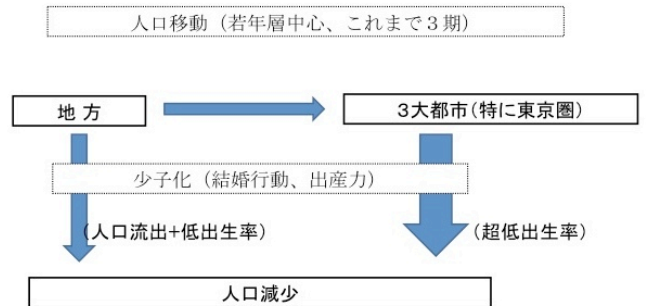 人口移動（若年層中心、これまで３期）
地 方
３大都市(特に東京圏)
少子化（結婚行動、出産力）
(人口流出+低出生率)
(超低出生率)
人口減少